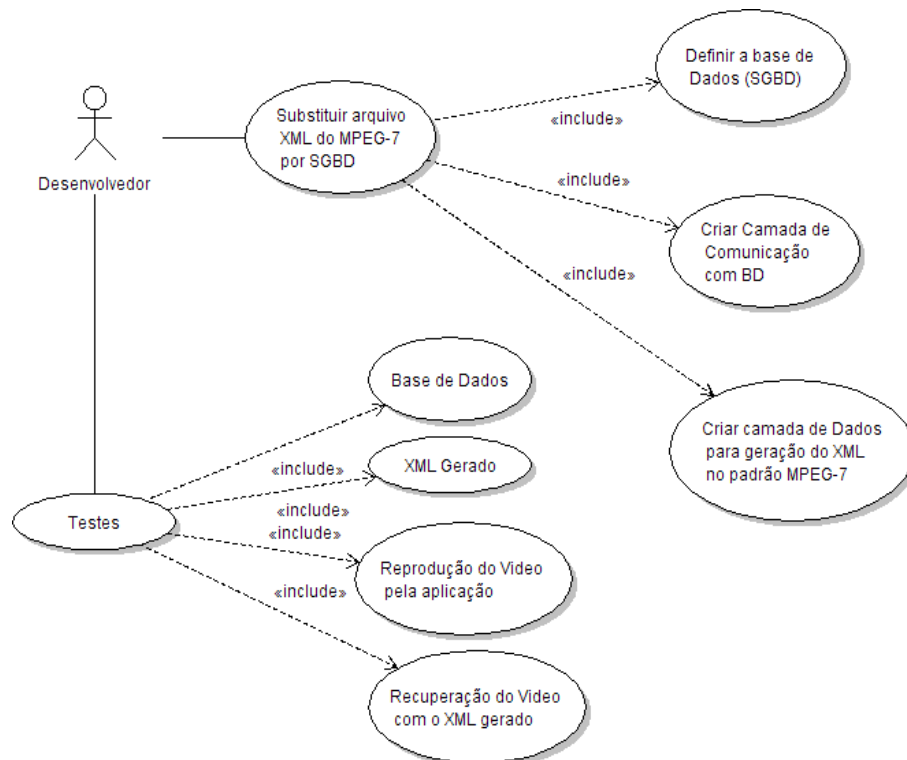 Definir a base de
Dados (SGBD)
Substituir arquivo
XML do MPEG-7
por SGBD
«include»
Desenvolvedor
«include»
Criar Camada de
Comunicação
com BD
«include»
Base de Dados
Criar camada de Dados
para geração do XML
no padrão MPEG-7
«include»
XML Gerado
Testes
«include»
«include»
Reprodução do Video
pela aplicação
«include»
Recuperação do Video
com o XML gerado